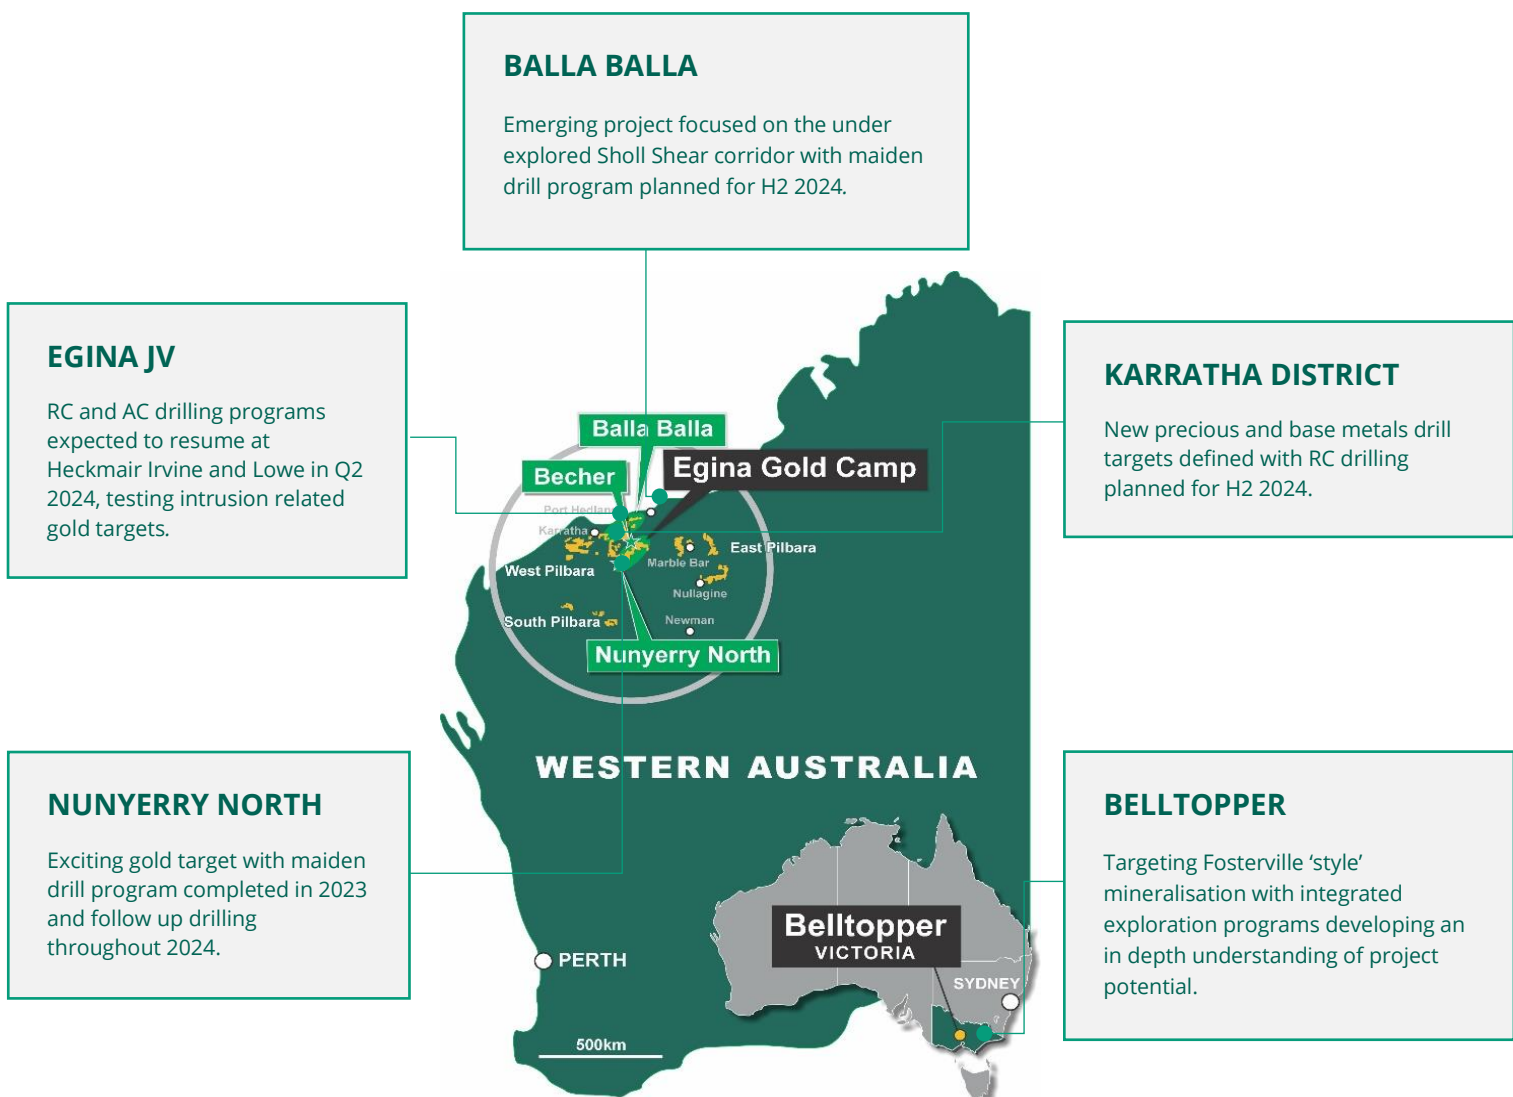 BALLA BALLA
Emerging project focused on the under
explored Sholl Shear corridor with maiden
drill program planned for H2 2024.
EGINA JV
RC and AC drilling programs
expected to resume at
Heckmair Irvine and Lowe in Q2
2024, testing intrusion related
gold targets.
KARRATHA DISTRICT
New precious and base metals drill
targets defined with RC drilling
planned for H2 2024.
Balla Balla
Becher
Egina Gold Camp
Port Hedlan
Karratha
East Pilbara
West Pilbara
Marble Bar
Nullagine
South Pilbara
Newman
Nunyerry North
WESTERN AUSTRALIA
NUNYERRY NORTH
Exciting gold target with maiden
drill program completed in 2023
and follow up drilling
throughout 2024.
BELLTOPPER
Targeting Fosterville ‘style’
mineralisation with integrated
exploration programs developing an
in depth understanding of project
potential.
Belltopper
VICTORIA
PERTH
SYDNEY
500km